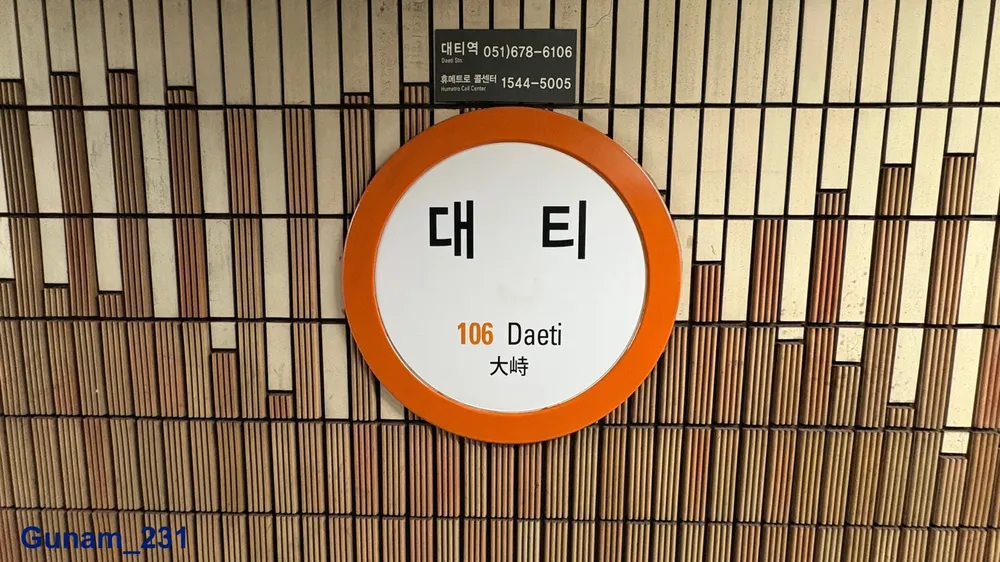 대티역 051)678-6106
Daeti Stn.
휴메트로 콜센터 1544-5005
Humetro Call Center
대 티
106 Daeti
大峙
Gunam_231